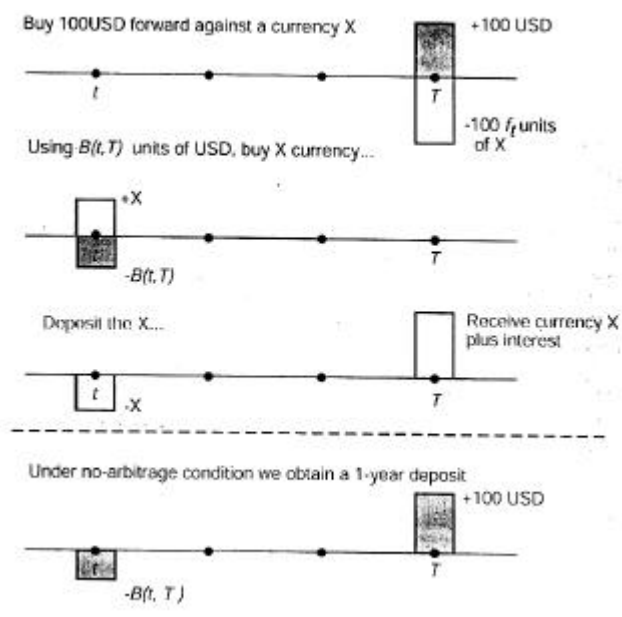 Buy 100USD forward against a currency X
+100 USD
t
T
-100 fₜ units
of X
Using B(t,T) units of USD, buy X currency...
+X
T
-B(t,T)
Deposit the X...
Receive currency X
plus interest
t
-X
T
Under no-arbitrage condition we obtain a 1-year deposit
+100 USD
t
T
-B(t, T )